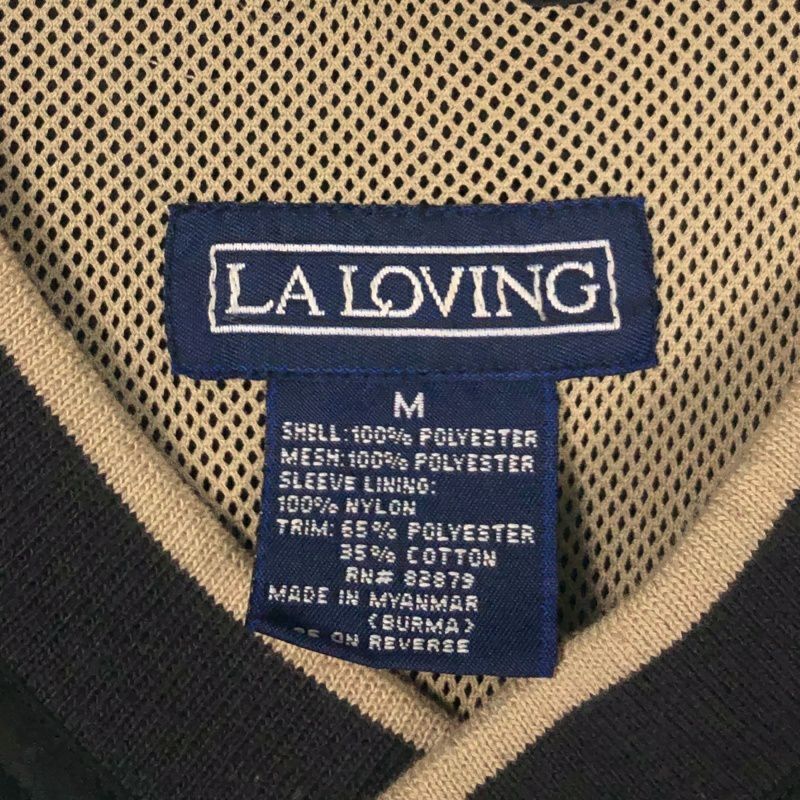 LA LOVING
M
SHELL: 100% POLYESTER
MESH: 100% POLYESTER
SLEEVE LINING:
100% NYLON
TRIM: 65% POLYESTER
35% COTTON
RN# 82879
MADE IN MYANMAR
(BURMA)
ON REVERSE